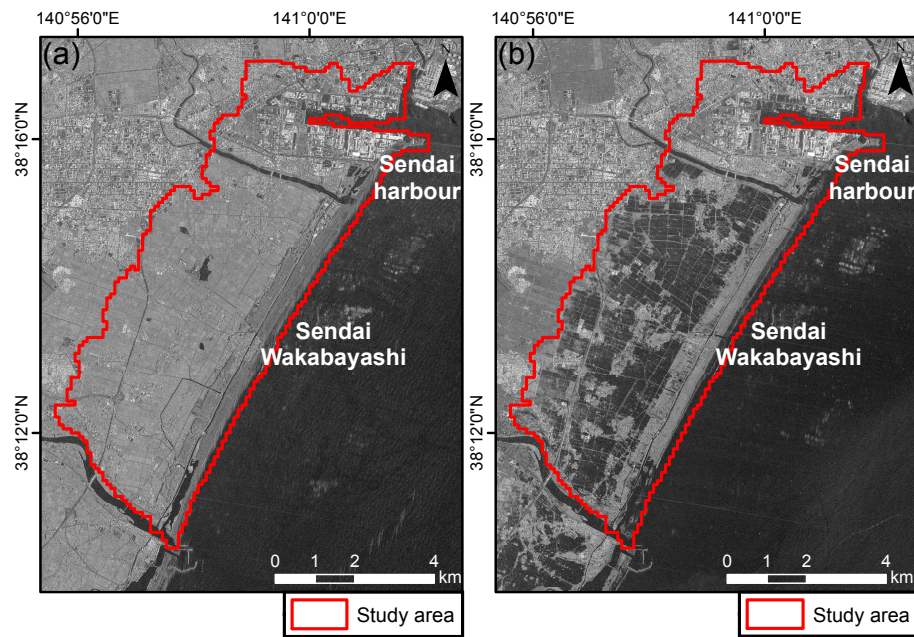 140°56'0"E
141°0'0"E
140°56'0"E
141°0'0"E
(a)
N
(b)
N
38°16'0"N
38°16'0"N
Sendai
harbour
Sendai
harbour
Sendai
Wakabayashi
Sendai
Wakabayashi
38°12'0"N
38°12'0"N
0 1 2 4
km
0 1 2 4
km
Study area
Study area